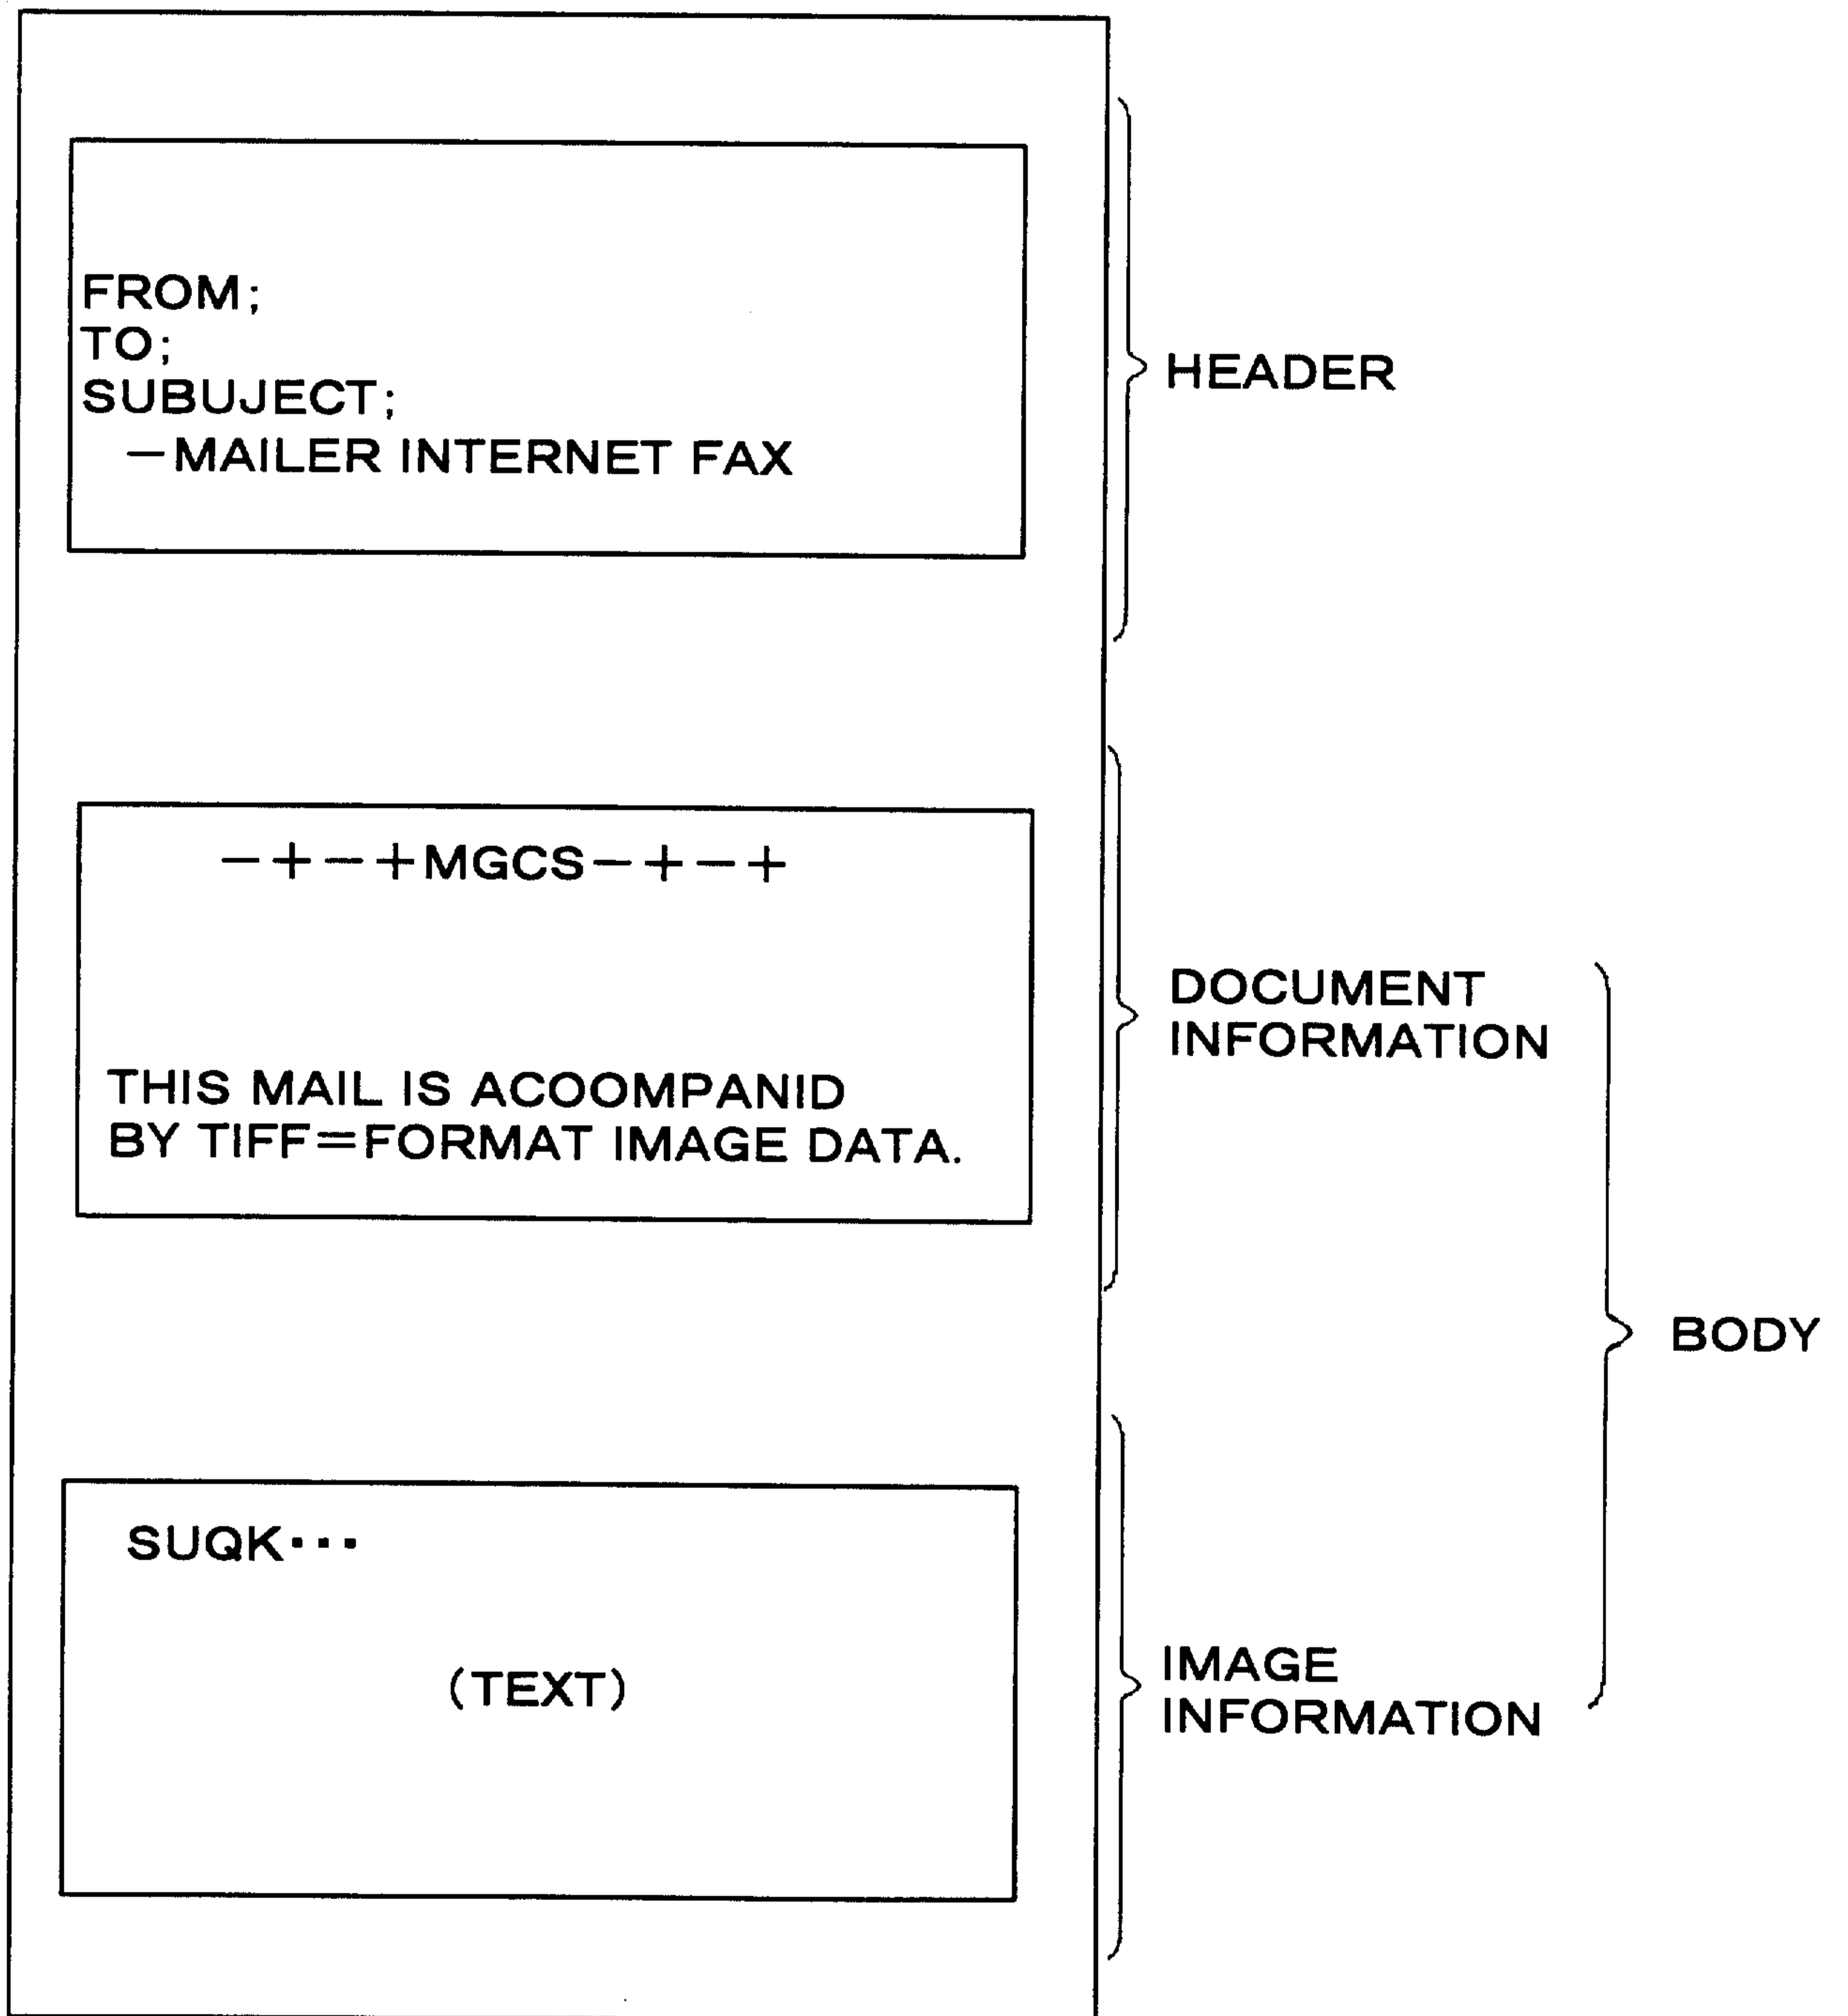 FROM;
TO;
SUBUJECT;
－MAILER INTERNET FAX
HEADER
－＋－＋MGCS－＋－＋
THIS MAIL IS ACOOMPANID
BY TIFF=FORMAT IMAGE DATA.
DOCUMENT
INFORMATION
BODY
SUQK･･･
(TEXT)
IMAGE
INFORMATION